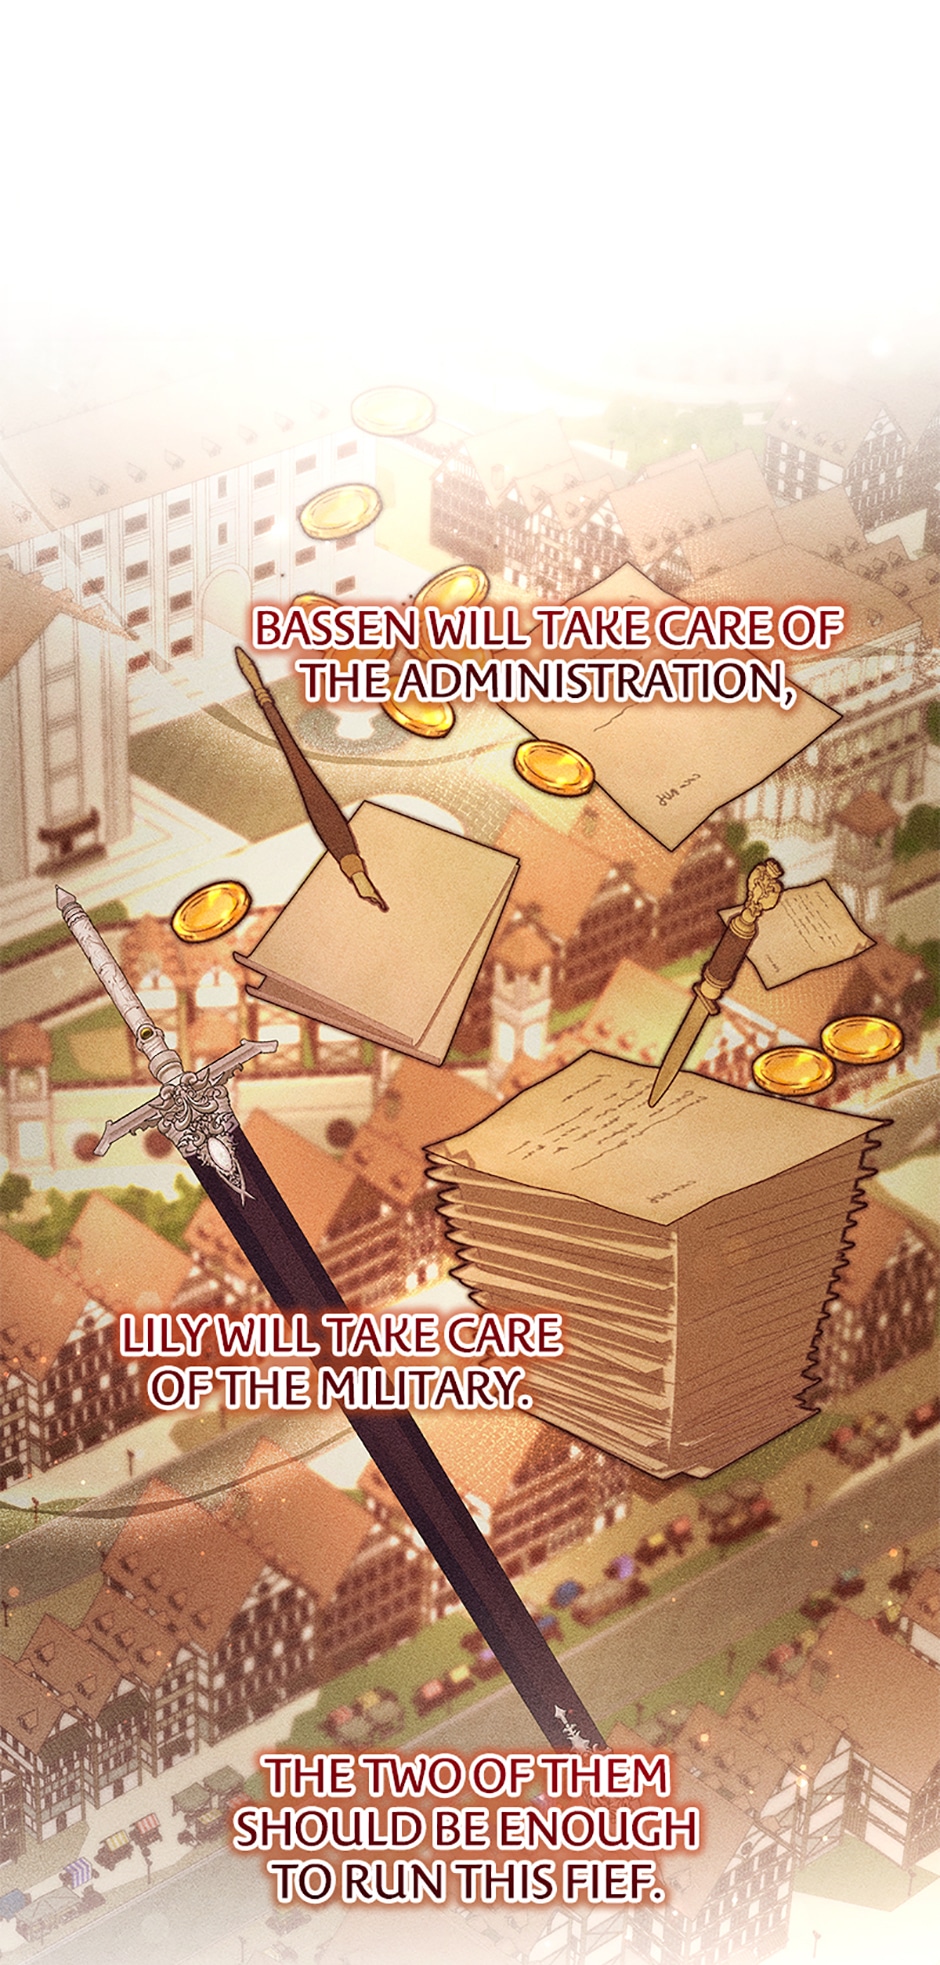 BASSEN WILL TAKE CARE OF
THE ADMINISTRATION,
LILY WILL TAKE CARE
OF THE MILITARY.
THE TWO OF THEM
SHOULD BE ENOUGH
TO RUN THIS FIEF.